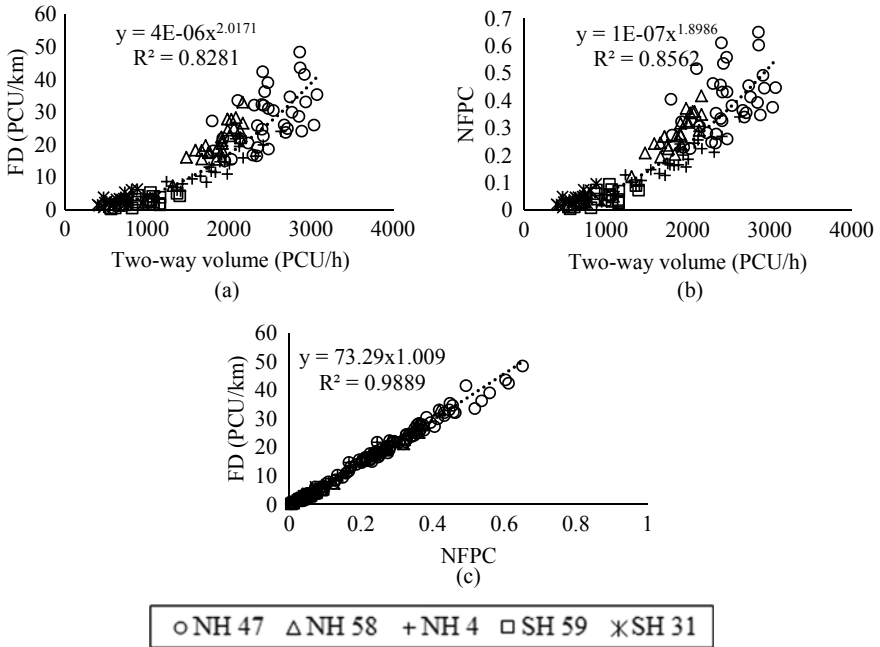 y = 4E-06x^2.0171
R² = 0.8281
60
50
40
30
20
10
0
FD (PCU/km)
0 1000 2000 3000 4000
Two-way volume (PCU/h)
(a)
y = 1E-07x^1.8986
R² = 0.8562
0.7
0.6
0.5
0.4
0.3
0.2
0.1
0
NFPC
0 1000 2000 3000 4000
Two-way volume (PCU/h)
(b)
y = 73.29x1.009
R² = 0.9889
60
50
40
30
20
10
0
FD (PCU/km)
0 0.2 0.4 0.6 0.8 1
NFPC
(c)
NH 47 NH 58 NH 4 SH 59 SH 31